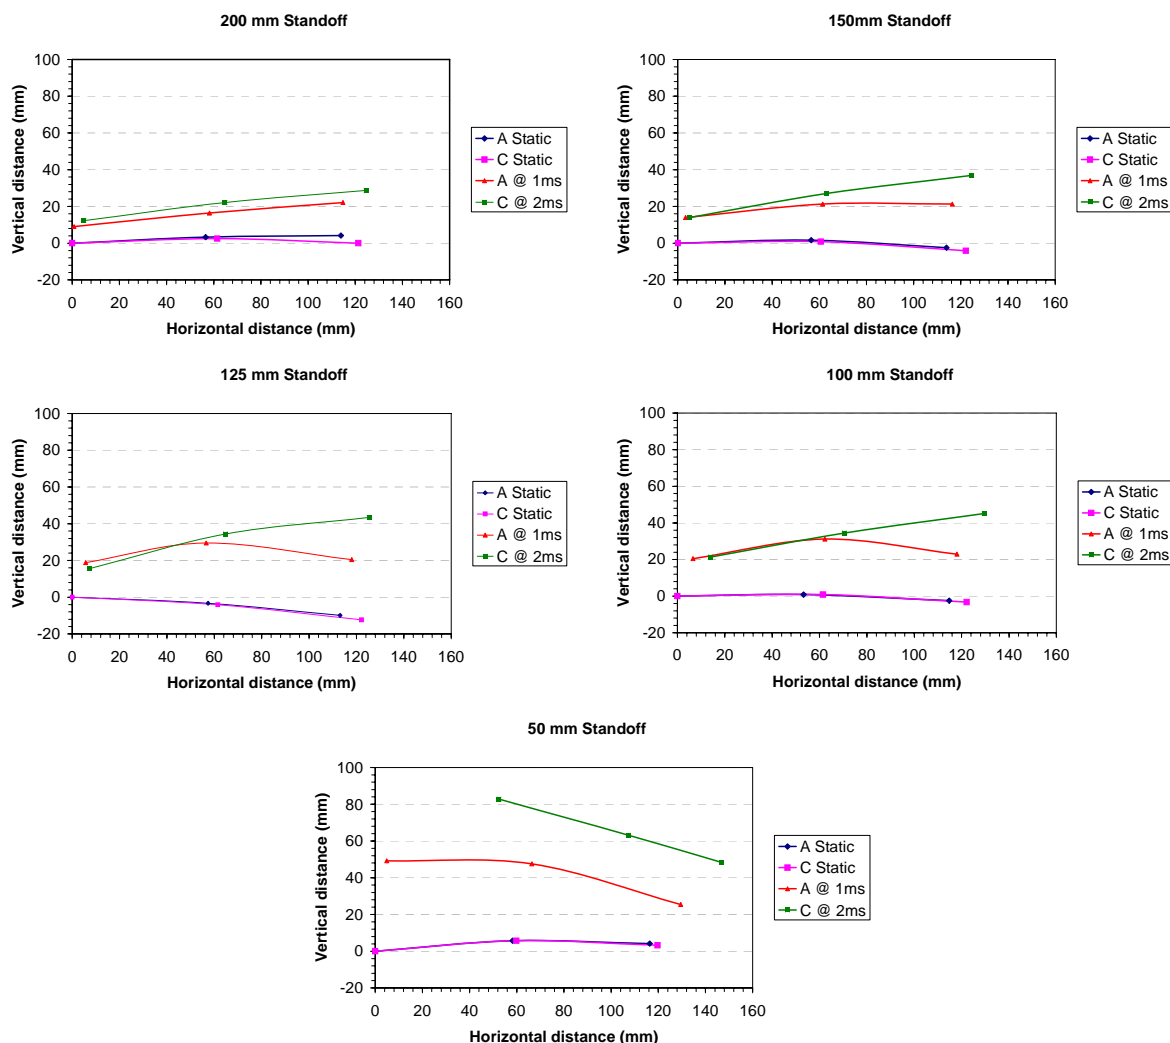 200 mm Standoff
100
80
60
40
20
0
-20
0 20 40 60 80 100 120 140 160
Vertical distance (mm)
Horizontal distance (mm)
A Static
C Static
A @ 1ms
C @ 2ms
150mm Standoff
100
80
60
40
20
0
-20
0 20 40 60 80 100 120 140 160
Vertical distance (mm)
Horizontal distance (mm)
A Static
C Static
A @ 1ms
C @ 2ms
125 mm Standoff
100
80
60
40
20
0
-20
0 20 40 60 80 100 120 140 160
Vertical distance (mm)
Horizontal distance (mm)
A Static
C Static
A @ 1ms
C @ 2ms
100 mm Standoff
100
80
60
40
20
0
-20
0 20 40 60 80 100 120 140 160
Vertical distance (mm)
Horizontal distance (mm)
A Static
C Static
A @ 1ms
C @ 2ms
50 mm Standoff
100
80
60
40
20
0
-20
0 20 40 60 80 100 120 140 160
Vertical distance (mm)
Horizontal distance (mm)
A Static
C Static
A @ 1ms
C @ 2ms